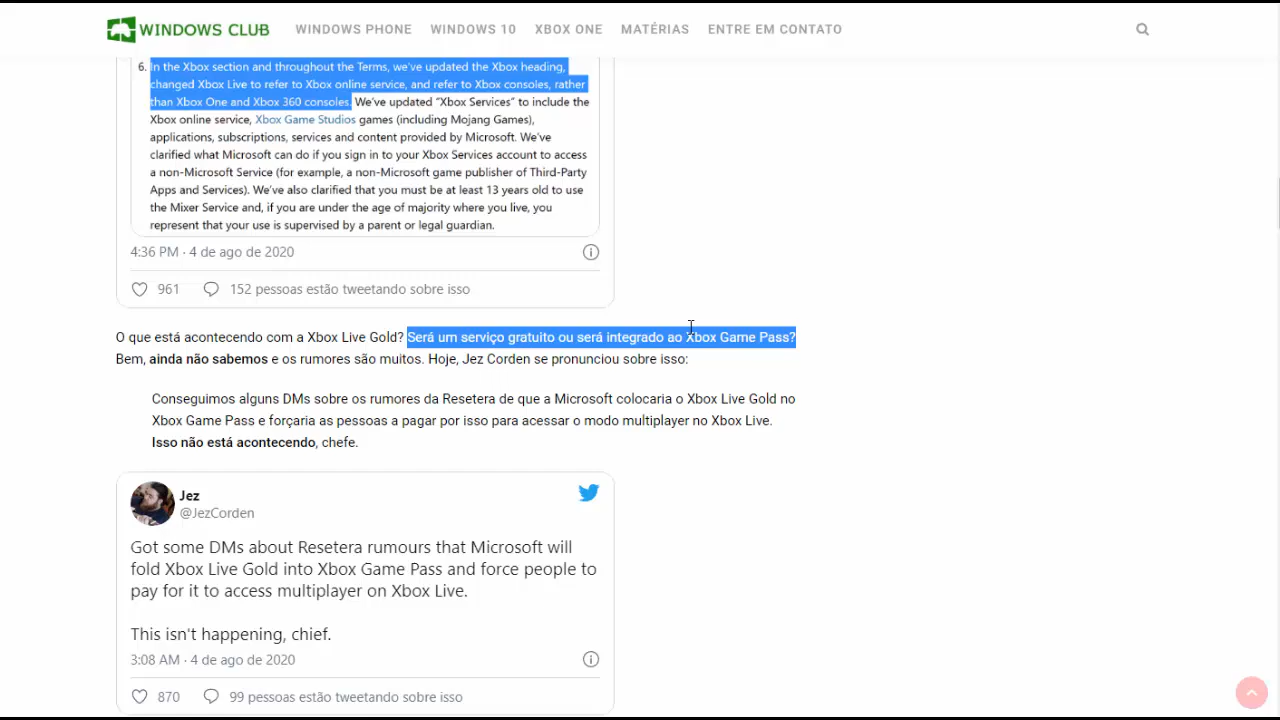 WINDOWS CLUB WINDOWS PHONE WINDOWS 10 XBOX ONE MATÉRIAS ENTRE EM CONTATO
6. In the Xbox section and throughout the Terms, we've updated the Xbox heading,
changed Xbox Live to refer to Xbox online service, and refer to Xbox consoles, rather
than Xbox One and Xbox 360 consoles. We've updated "Xbox Services" to include the
Xbox online service, Xbox Game Studios games (including Mojang Games),
applications, subscriptions, services and content provided by Microsoft. We've
clarified what Microsoft can do if you sign in to your Xbox Services account to access
a non-Microsoft Service (for example, a non-Microsoft game publisher of Third-Party
Apps and Services). We've also clarified that you must be at least 13 years old to use
the Mixer Service and, if you are under the age of majority where you live, you
represent that your use is supervised by a parent or legal guardian.
4:36 PM · 4 de ago de 2020
961 152 pessoas estão tweetando sobre isso
O que está acontecendo com a Xbox Live Gold? Será um serviço gratuito ou será integrado ao Xbox Game Pass?
Bem, ainda não sabemos e os rumores são muitos. Hoje, Jez Corden se pronunciou sobre isso:
Conseguimos alguns DMs sobre os rumores da Resetera de que a Microsoft colocaria o Xbox Live Gold no
Xbox Game Pass e forçaria as pessoas a pagar por isso para acessar o modo multiplayer no Xbox Live.
Isso não está acontecendo, chefe.
Jez
@JezCorden
Got some DMs about Resetera rumours that Microsoft will
fold Xbox Live Gold into Xbox Game Pass and force people to
pay for it to access multiplayer on Xbox Live.
This isn't happening, chief.
3:08 AM · 4 de ago de 2020
870 99 pessoas estão tweetando sobre isso